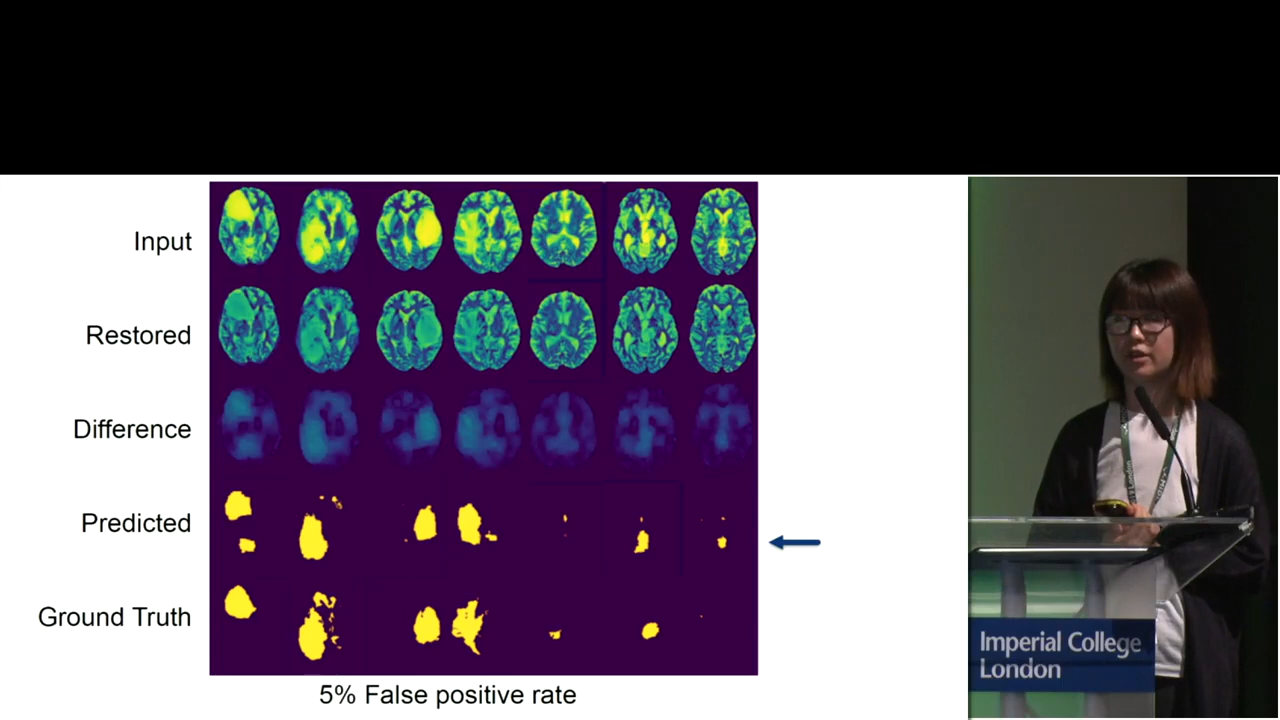 Input
Restored
Difference
Predicted
Ground Truth
5% False positive rate
Imperial College
London